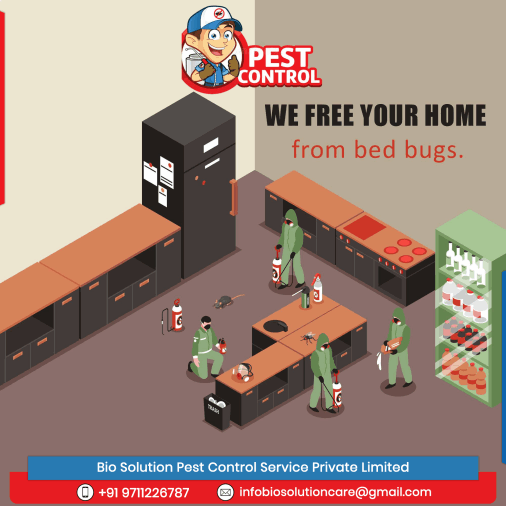 PEST
CONTROL
WE FREE YOUR HOME
from bed bugs.
TRASH
Bio Solution Pest Control Service Private Limited
+91 9711226787 infobiosolutioncare@gmail.com